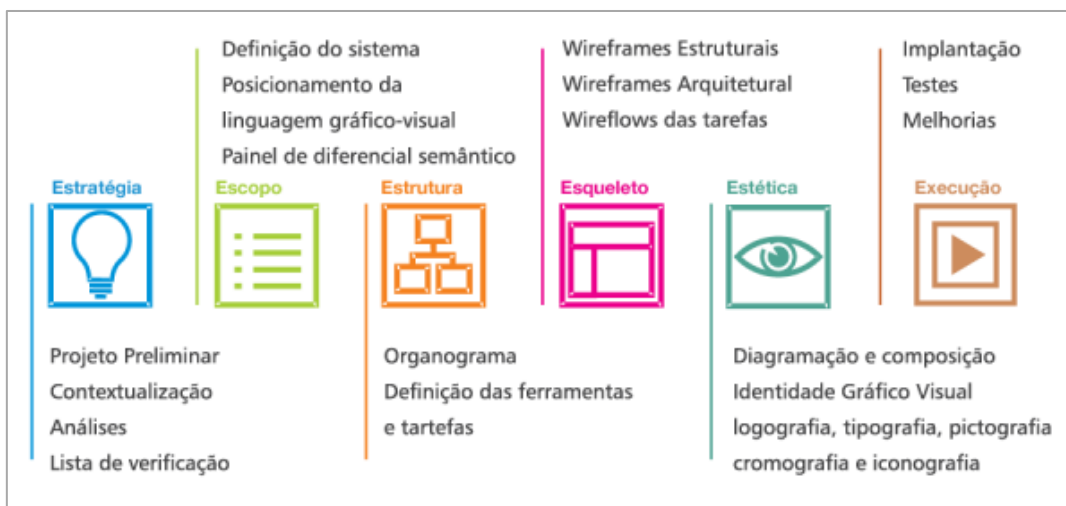 Definição do sistema
Posicionamento da
linguagem gráfico-visual
Painel de diferencial semântico
Wireframes Estruturais
Wireframes Arquitetural
Wireflows das tarefas
Implantação
Testes
Melhorias
Estratégia
Escopo
Estrutura
Esqueleto
Estética
Execução
Projeto Preliminar
Contextualização
Análises
Lista de verificação
Organograma
Definição das ferramentas
e tartefas
Diagramação e composição
Identidade Gráfico Visual
logografia, tipografia, pictografia
cromografia e iconografia